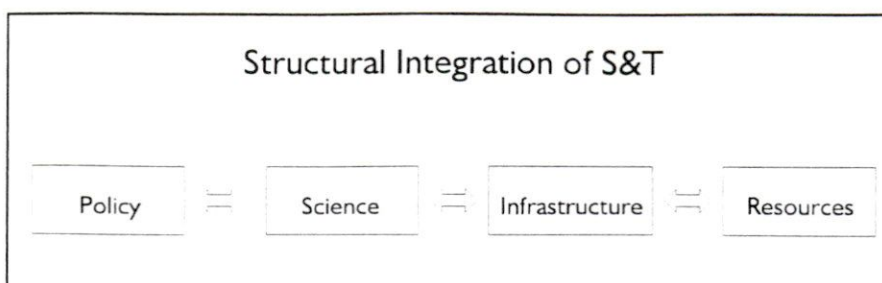 Structural Integration of S&T
Policy Science Infrastructure Resources